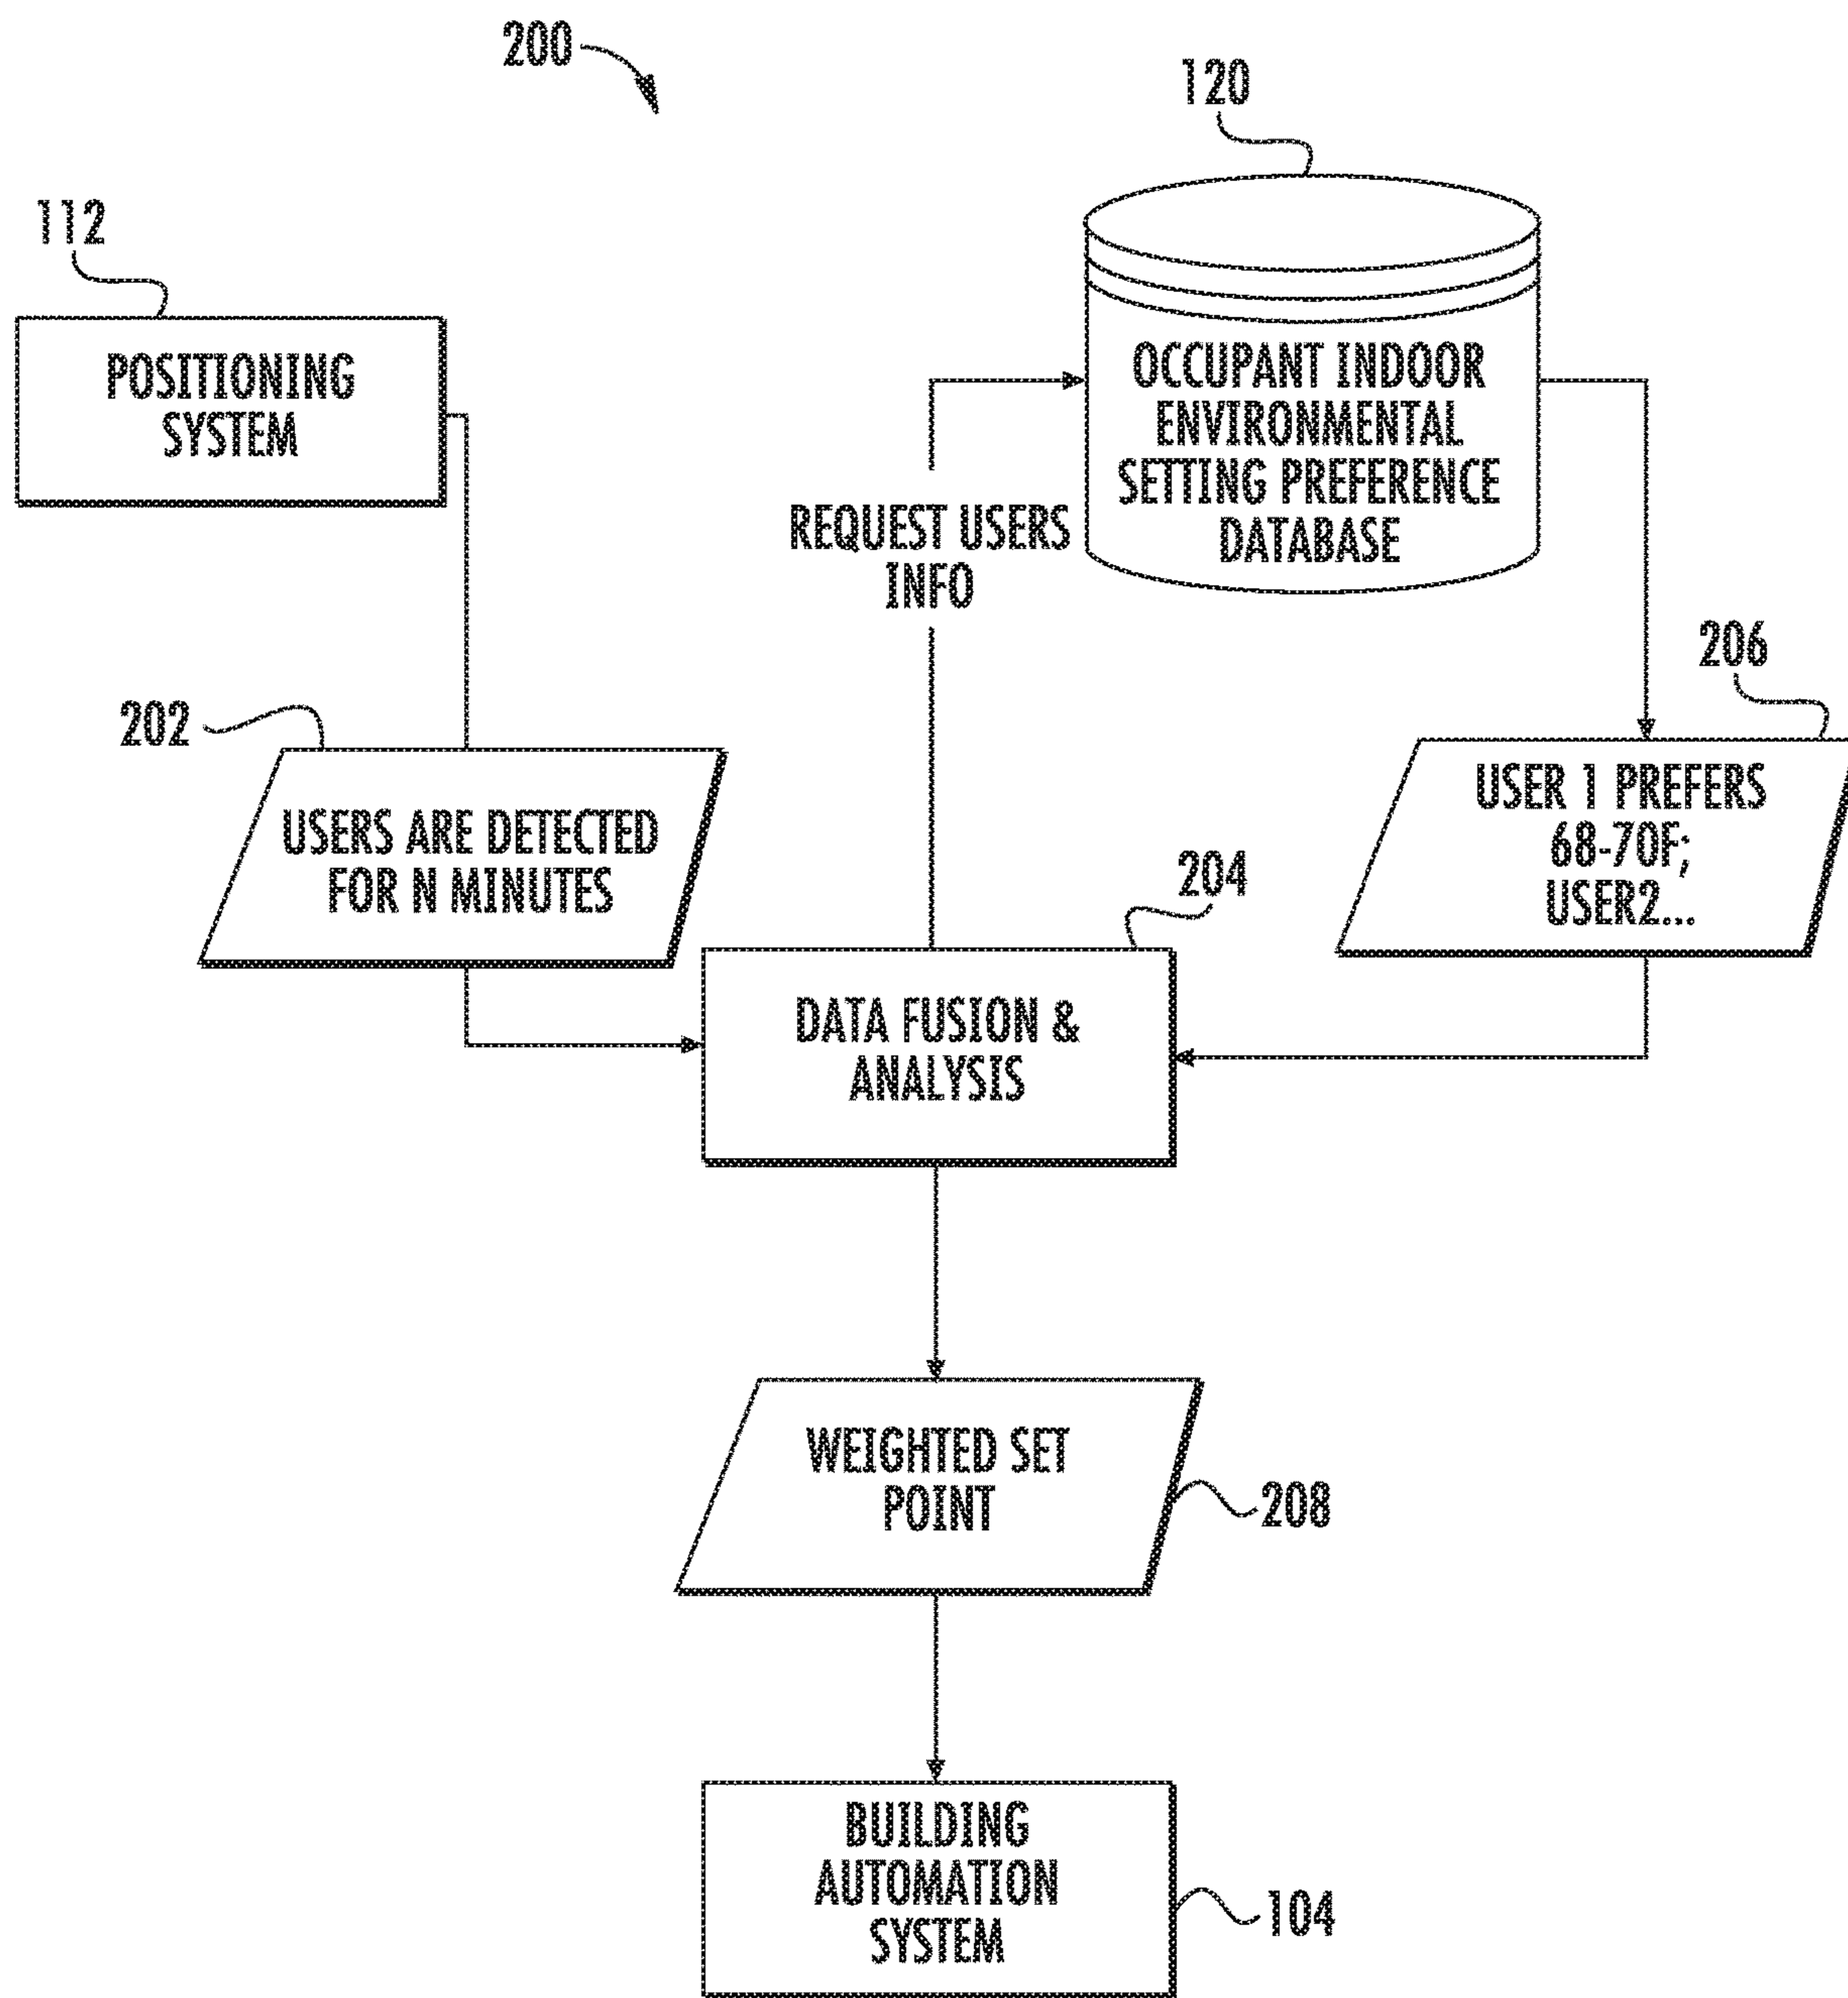 200
120
112
POSITIONING
SYSTEM
OCCUPANT INDOOR
ENVIRONMENTAL
SETTING PREFERENCE
DATABASE
REQUEST USERS
INFO
206
202
USER 1 PREFERS
68-70F;
USER2...
USERS ARE DETECTED
FOR N MINUTES
204
DATA FUSION &
ANALYSIS
WEIGHTED SET
POINT
208
BUILDING
AUTOMATION
SYSTEM
104